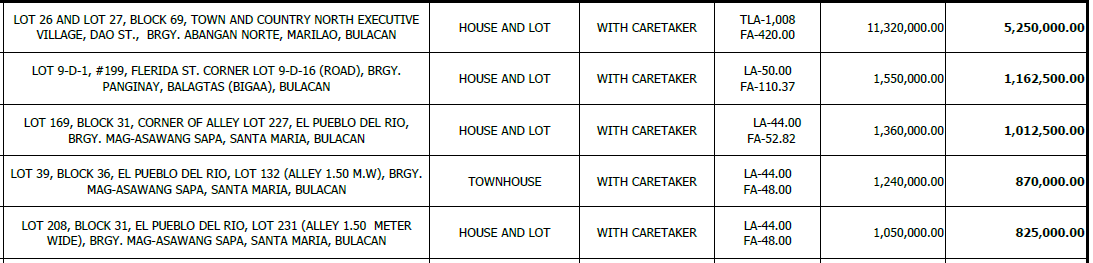 LOT 26 AND LOT 27, BLOCK 69, TOWN AND COUNTRY NORTH EXECUTIVE
VILLAGE, DAO ST., BRGY. ABANGAN NORTE, MARILAO, BULACAN
HOUSE AND LOT
WITH CARETAKER
TLA-1,008
FA-420.00
11,320,000.00
5,250,000.00
LOT 9-D-1, #199, FLERIDA ST. CORNER LOT 9-D-16 (ROAD), BRGY.
PANGINAY, BALAGTAS (BIGAA), BULACAN
HOUSE AND LOT
WITH CARETAKER
LA-50.00
FA-110.37
1,550,000.00
1,162,500.00
LOT 169, BLOCK 31, CORNER OF ALLEY LOT 227, EL PUEBLO DEL RIO,
BRGY. MAG-ASAWANG SAPA, SANTA MARIA, BULACAN
HOUSE AND LOT
WITH CARETAKER
LA-44.00
FA-52.82
1,360,000.00
1,012,500.00
LOT 39, BLOCK 36, EL PUEBLO DEL RIO, LOT 132 (ALLEY 1.50 M.W), BRGY.
MAG-ASAWANG SAPA, SANTA MARIA, BULACAN
TOWNHOUSE
WITH CARETAKER
LA-44.00
FA-48.00
1,240,000.00
870,000.00
LOT 208, BLOCK 31, EL PUEBLO DEL RIO, LOT 231 (ALLEY 1.50 METER
WIDE), BRGY. MAG-ASAWANG SAPA, SANTA MARIA, BULACAN
HOUSE AND LOT
WITH CARETAKER
LA-44.00
FA-48.00
1,050,000.00
825,000.00